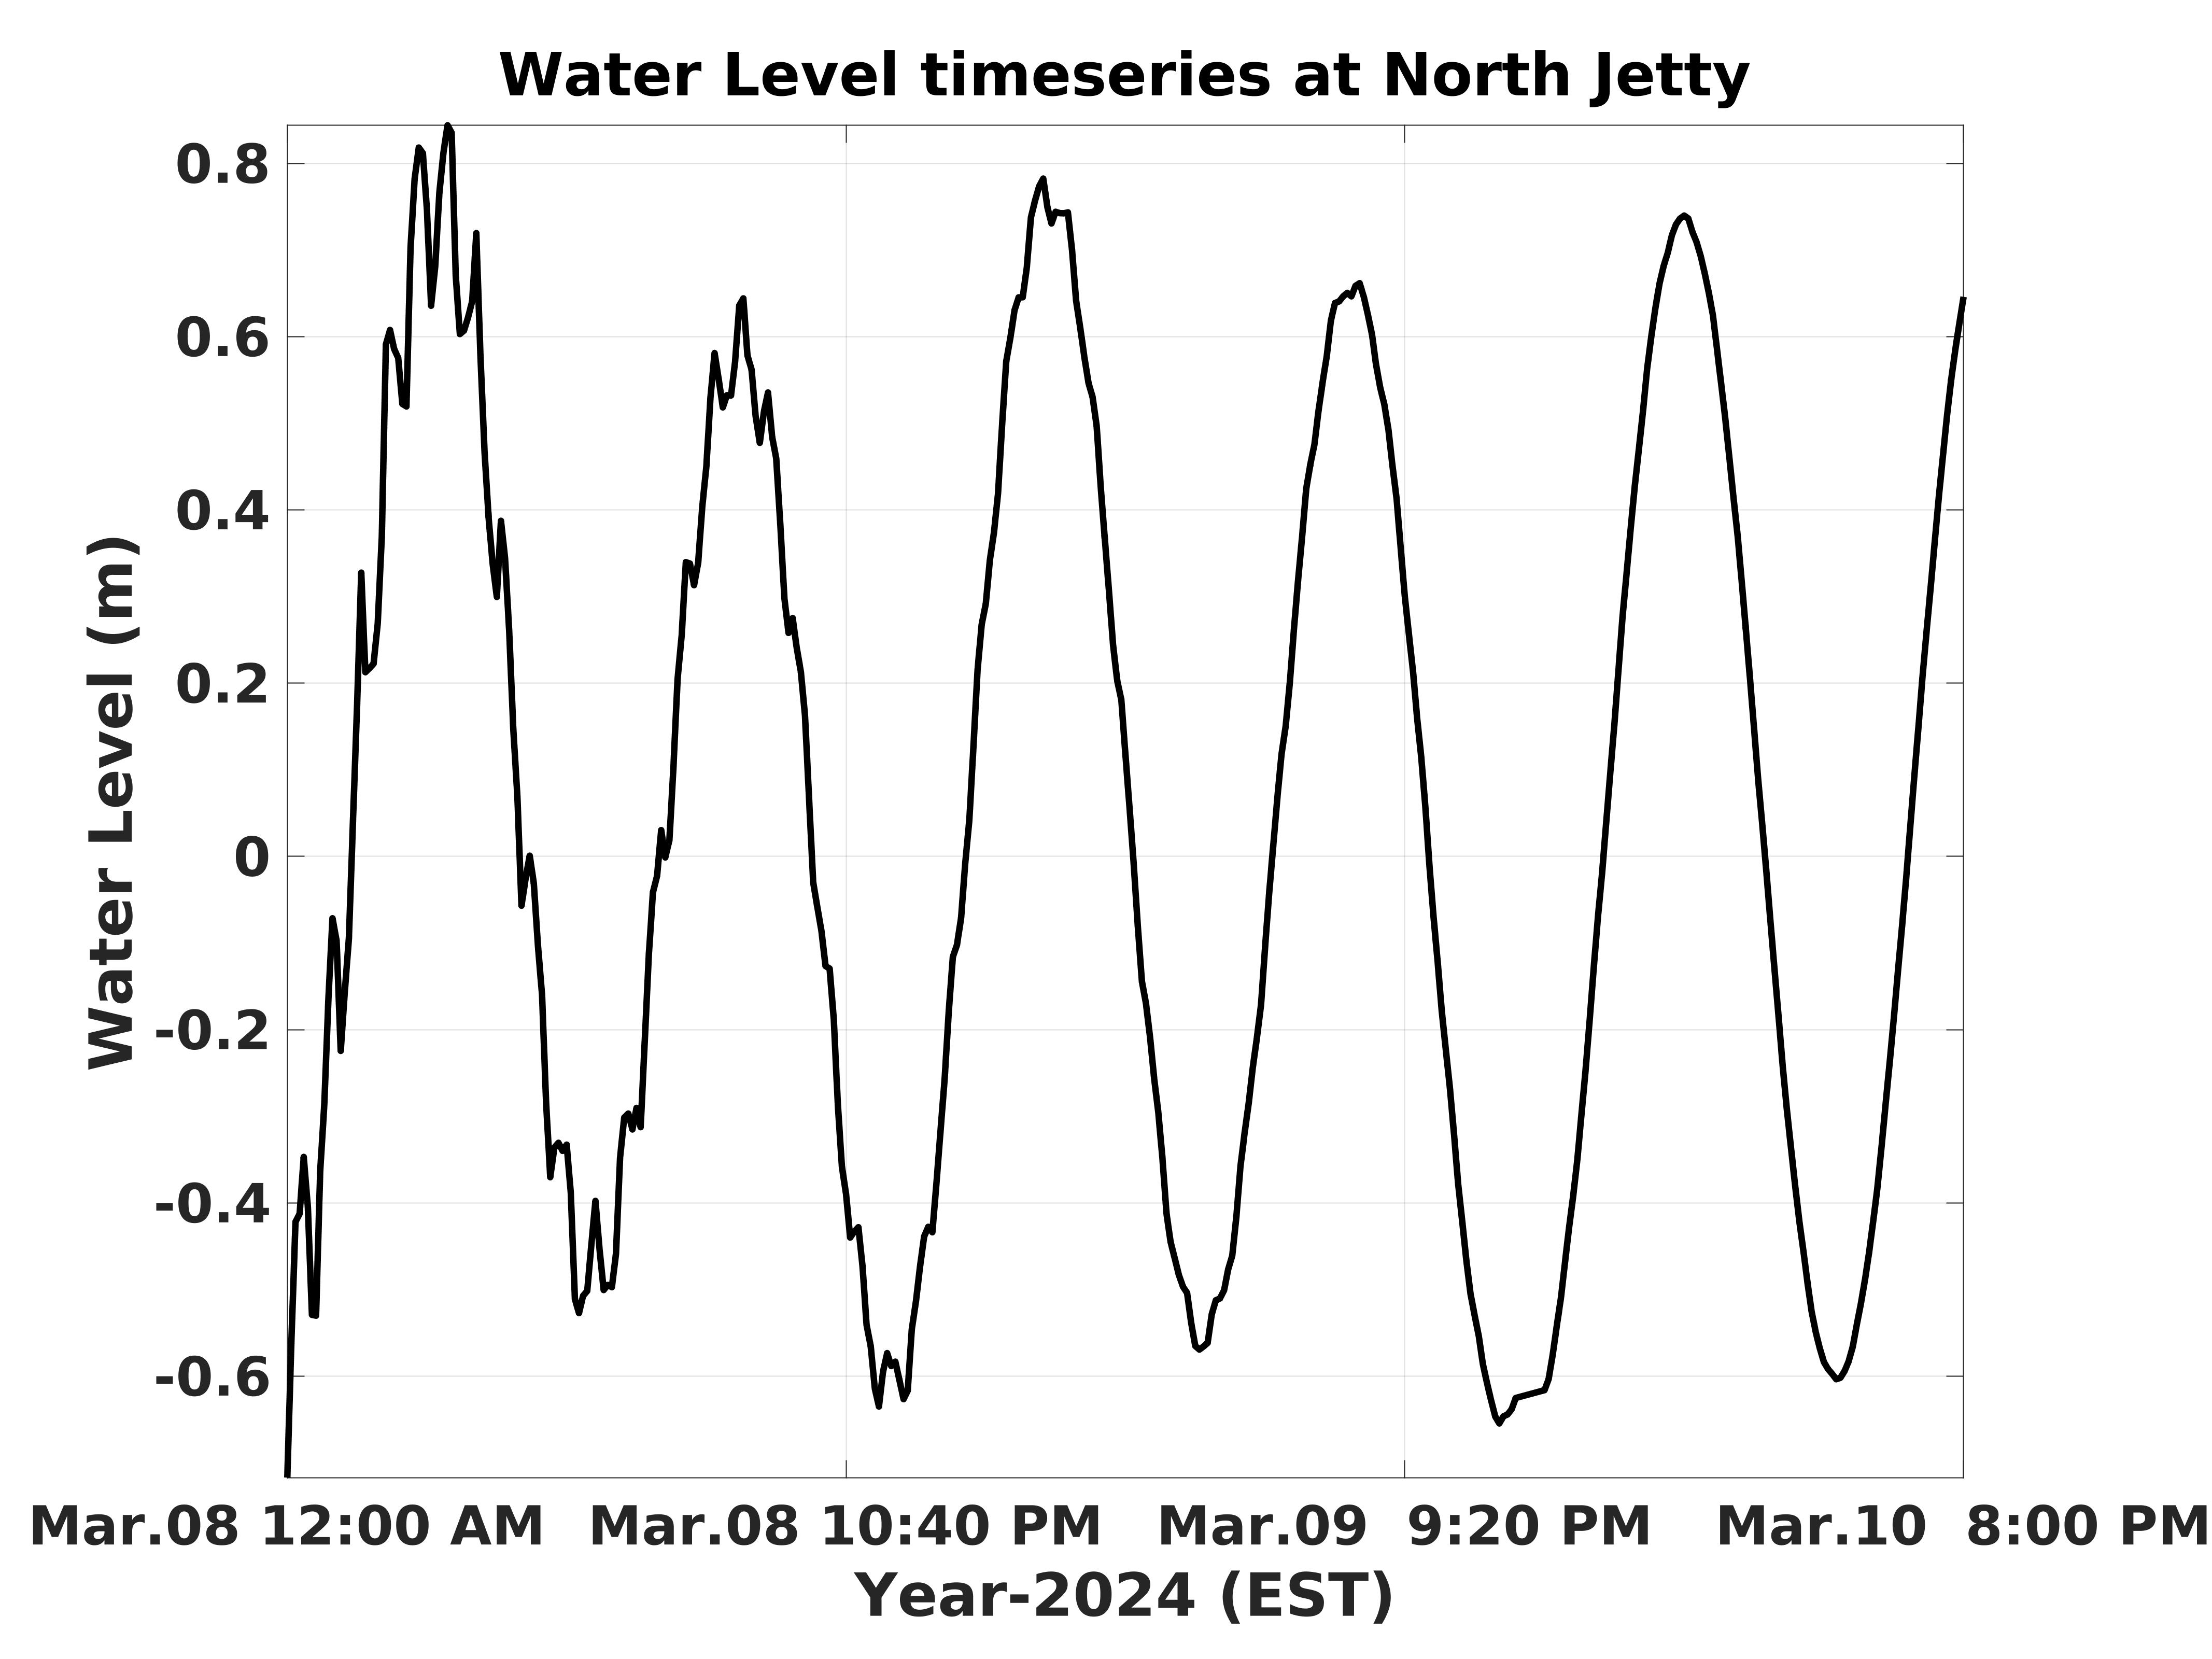 Water Level timeseries at North Jetty
0.8
0.6
0.4
0.2
0
-0.2
-0.4
-0.6
Water Level (m)
Mar.08 12:00 AM Mar.08 10:40 PM Mar.09 9:20 PM Mar.10 8:00 PM
Year-2024 (EST)